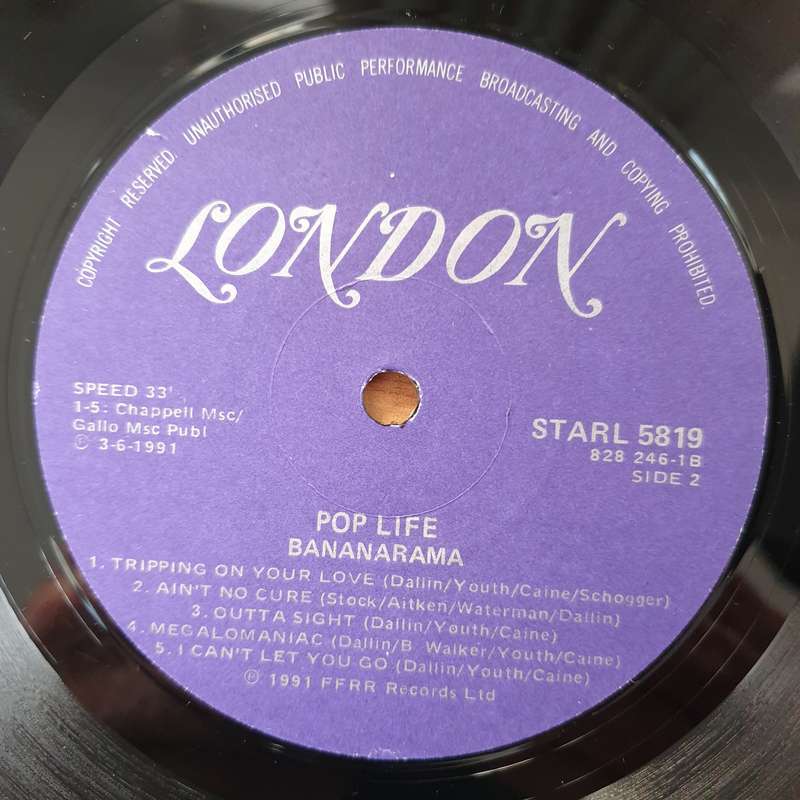 COPYRIGHT RESERVED. UNAUTHORISED PUBLIC PERFORMANCE BROADCASTING AND COPYING PROHIBITED.
LONDON
SPEED 33'
1-5: Chappell Msc/
Gallo Msc Publ
Ⓟ 3-6-1991
STARL 5819
828 246-1B
SIDE 2
POP LIFE
BANANARAMA
1. TRIPPING ON YOUR LOVE (Dallin/Youth/Caine/Schogger)
2. AIN'T NO CURE (Stock/Aitken/Waterman/Dallin)
3. OUTTA SIGHT (Dallin/Youth/Caine)
4. MEGALOMANIAC (Dallin/B Walker/Youth/Caine)
5. I CAN'T LET YOU GO (Dallin/Youth/Caine)
Ⓟ 1991 FFRR Records Ltd